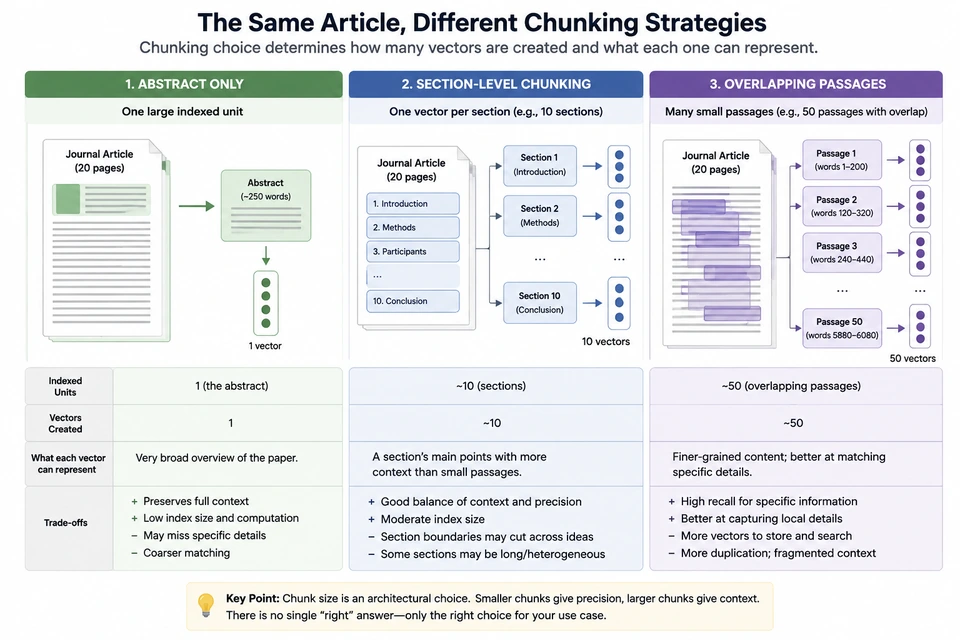 The Same Article, Different Chunking Strategies
Chunking choice determines how many vectors are created and what each one can represent.
1. ABSTRACT ONLY
One large indexed unit
Journal Article
(20 pages)
Abstract
(~250 words)
1 vector
2. SECTION-LEVEL CHUNKING
One vector per section (e.g., 10 sections)
Journal Article
(20 pages)
1. Introduction
2. Methods
3. Participants
...
10. Conclusion
Section 1
(Introduction)
Section 2
(Methods)
...
...
Section 10
(Conclusion)
10 vectors
3. OVERLAPPING PASSAGES
Many small passages (e.g., 50 passages with overlap)
Journal Article
(20 pages)
Passage 1
(words 1–200)
Passage 2
(words 120–320)
Passage 3
(words 240–440)
...
...
Passage 50
(words 5880–6080)
50 vectors
Indexed
Units
1 (the abstract)
~10 (sections)
~50 (overlapping passages)
Vectors
Created
1
~10
~50
What each vector
can represent
Very broad overview of the paper.
A section's main points with more
context than small passages.
Finer-grained content; better at matching
specific details.
Trade-offs
+ Preserves full context
+ Low index size and computation
– May miss specific details
– Coarser matching
+ Good balance of context and precision
+ Moderate index size
– Section boundaries may cut across ideas
– Some sections may be long/heterogeneous
+ High recall for specific information
+ Better at capturing local details
– More vectors to store and search
– More duplication; fragmented context
Key Point: Chunk size is an architectural choice. Smaller chunks give precision, larger chunks give context.
There is no single “right” answer—only the right choice for your use case.